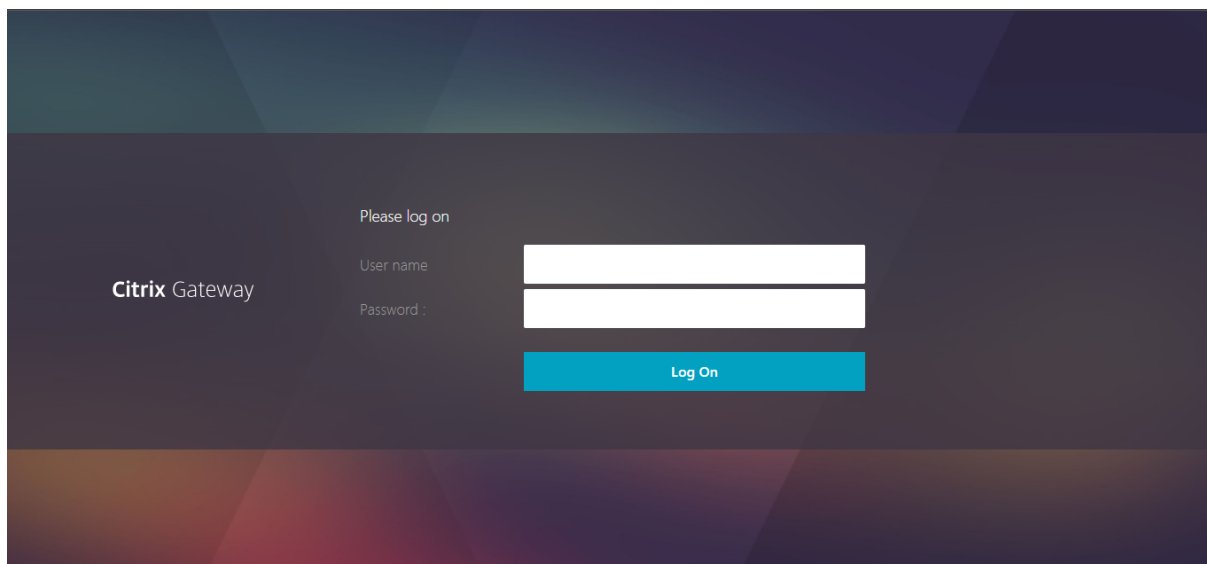 Please log on
User name
Citrix Gateway
Password :
Log On